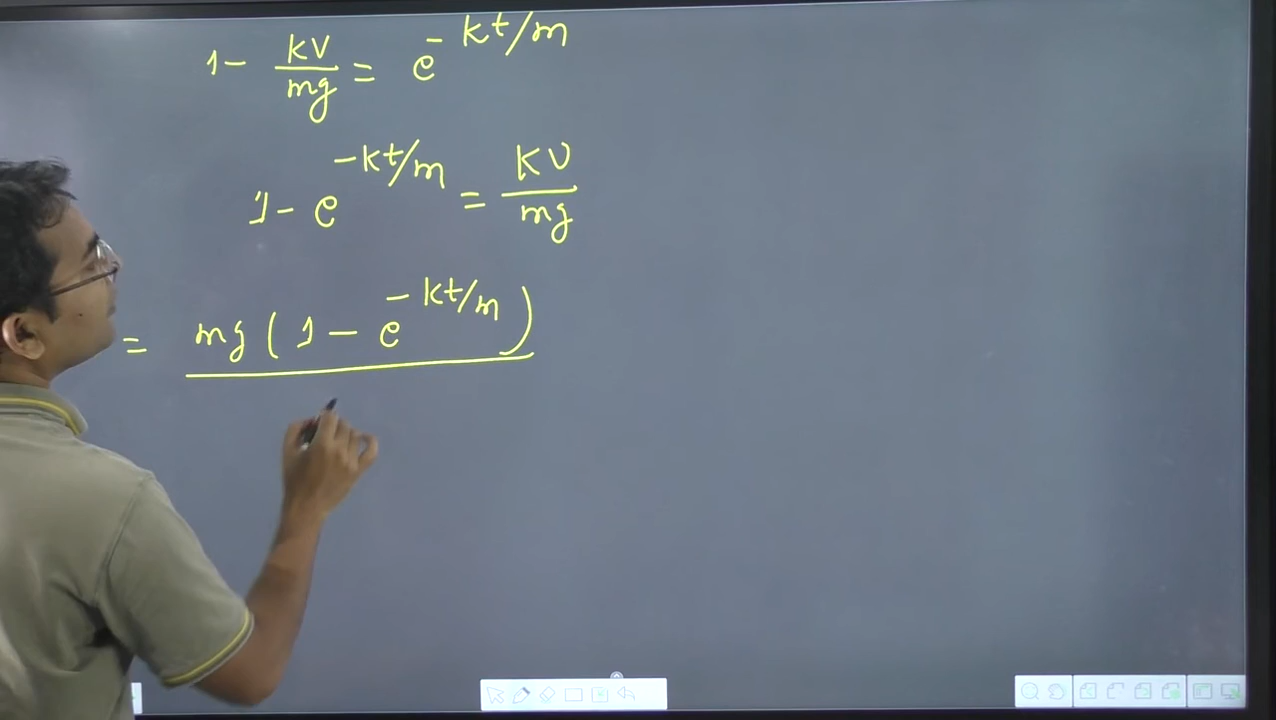 1 - KV/mg = e^-kt/m
1 - e^-kt/m = KV/mg
= mg(1 - e^-kt/m)